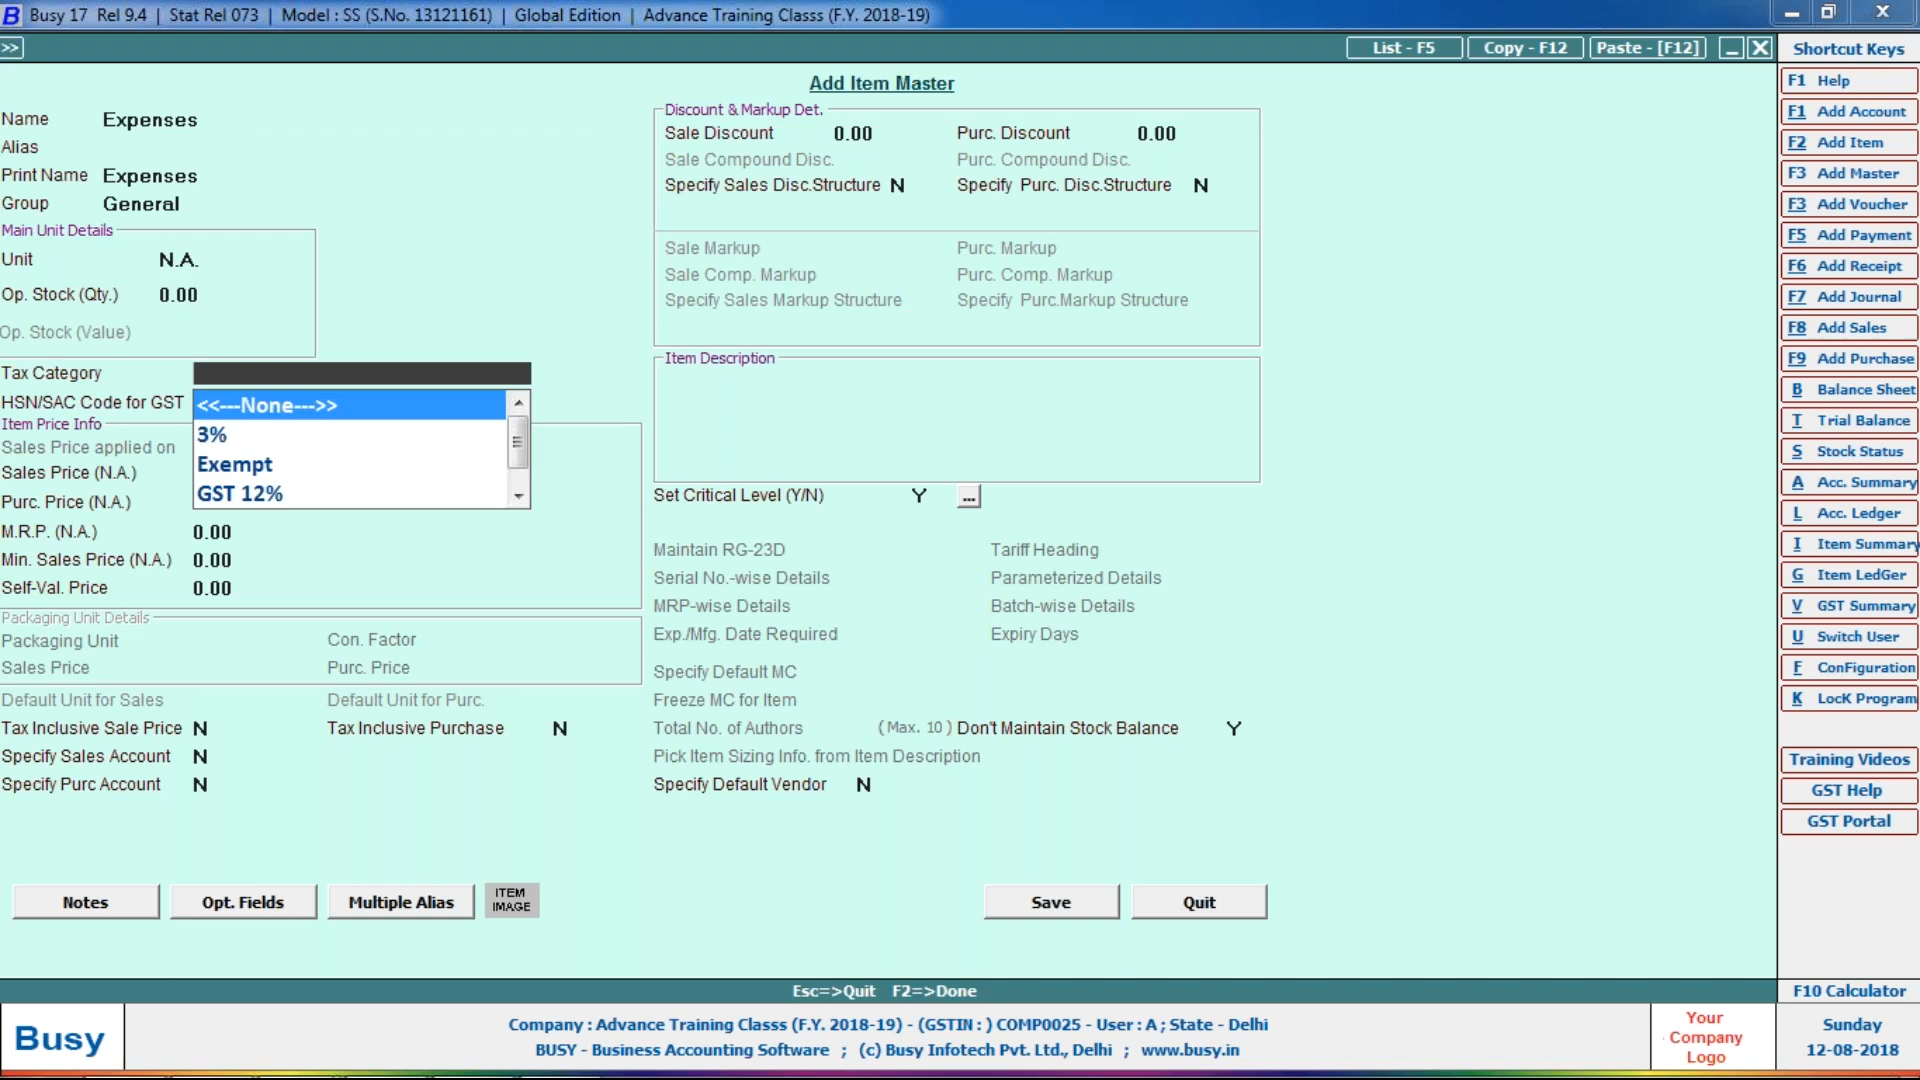 B Busy 17 Rel 9.4 | Stat Rel 073 | Model : SS (S.No. 13121161) | Global Edition | Advance Training Classs (F.Y. 2018-19)
>> List - F5 Copy - F12 Paste - [F12] Shortcut Keys
Add Item Master
Name Expenses
Alias
Print Name Expenses
Group General
Main Unit Details
Unit N.A.
Op. Stock (Qty.) 0.00
Op. Stock (Value)
Tax Category
HSN/SAC Code for GST
<<---None--->>
3%
Exempt
GST 12%
Item Price Info
Sales Price applied on
Sales Price (N.A.)
Purc. Price (N.A.)
M.R.P. (N.A.) 0.00
Min. Sales Price (N.A.) 0.00
Self-Val. Price 0.00
Packaging Unit Details
Packaging Unit Con. Factor
Sales Price Purc. Price
Default Unit for Sales Default Unit for Purc.
Tax Inclusive Sale Price N Tax Inclusive Purchase N
Specify Sales Account N
Specify Purc Account N
Discount & Markup Det.
Sale Discount 0.00 Purc. Discount 0.00
Sale Compound Disc. Purc. Compound Disc.
Specify Sales Disc.Structure N Specify Purc. Disc.Structure N
Sale Markup Purc. Markup
Sale Comp. Markup Purc. Comp. Markup
Specify Sales Markup Structure Specify Purc.Markup Structure
Item Description
Set Critical Level (Y/N) Y ...
Maintain RG-23D Tariff Heading
Serial No.-wise Details Parameterized Details
MRP-wise Details Batch-wise Details
Exp./Mfg. Date Required Expiry Days
Specify Default MC
Freeze MC for Item
Total No. of Authors (Max. 10) Don't Maintain Stock Balance Y
Pick Item Sizing Info. from Item Description
Specify Default Vendor N
Notes Opt. Fields Multiple Alias ITEM IMAGE Save Quit
F1 Help
F1 Add Account
F2 Add Item
F3 Add Master
F3 Add Voucher
F5 Add Payment
F6 Add Receipt
F7 Add Journal
F8 Add Sales
F9 Add Purchase
B Balance Sheet
T Trial Balance
S Stock Status
A Acc. Summary
L Acc. Ledger
I Item Summary
G Item LedGer
V GST Summary
U Switch User
F ConFiguration
K LocK Program
Training Videos
GST Help
GST Portal
Esc=>Quit F2=>Done F10 Calculator
Busy
Company : Advance Training Classs (F.Y. 2018-19) - (GSTIN : ) COMP0025 - User : A ; State - Delhi
BUSY - Business Accounting Software ; (c) Busy Infotech Pvt. Ltd., Delhi ; www.busy.in
Your
Company
Logo
Sunday
12-08-2018